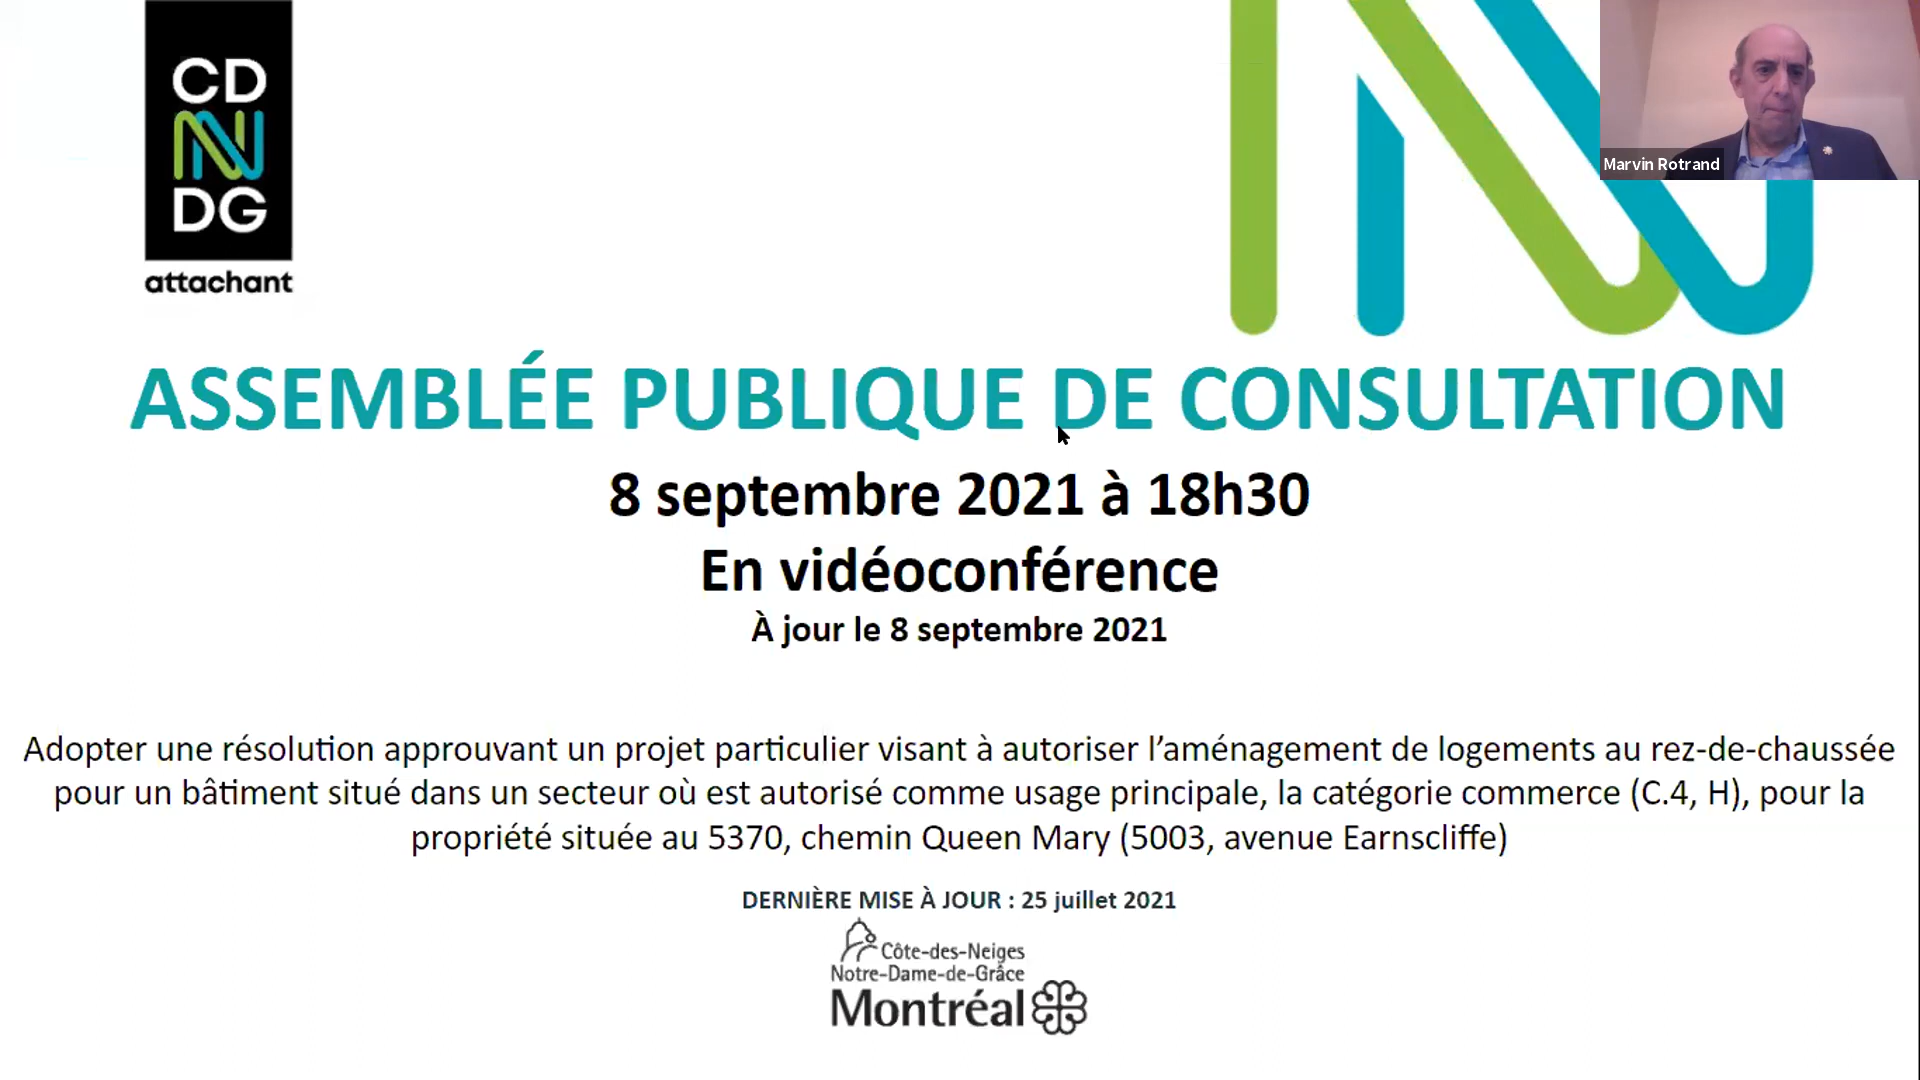 CD
N
DG
attachant
Marvin Rotrand
ASSEMBLÉE PUBLIQUE DE CONSULTATION
8 septembre 2021 à 18h30
En vidéoconférence
À jour le 8 septembre 2021
Adopter une résolution approuvant un projet particulier visant à autoriser l’aménagement de logements au rez-de-chaussée
pour un bâtiment situé dans un secteur où est autorisé comme usage principale, la catégorie commerce (C.4, H), pour la
propriété située au 5370, chemin Queen Mary (5003, avenue Earnscliffe)
DERNIÈRE MISE À JOUR : 25 juillet 2021
Côte-des-Neiges
Notre-Dame-de-Grâce
Montréal